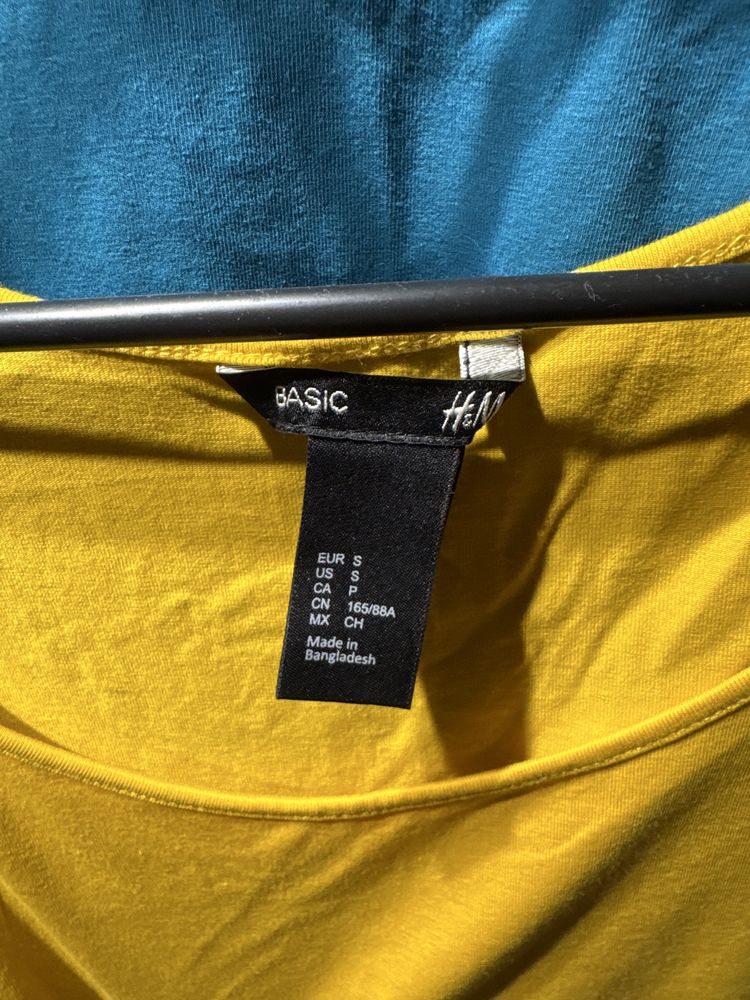 BASIC H&M
EUR S
US S
CA P
CN 165/88A
MX CH
Made in
Bangladesh